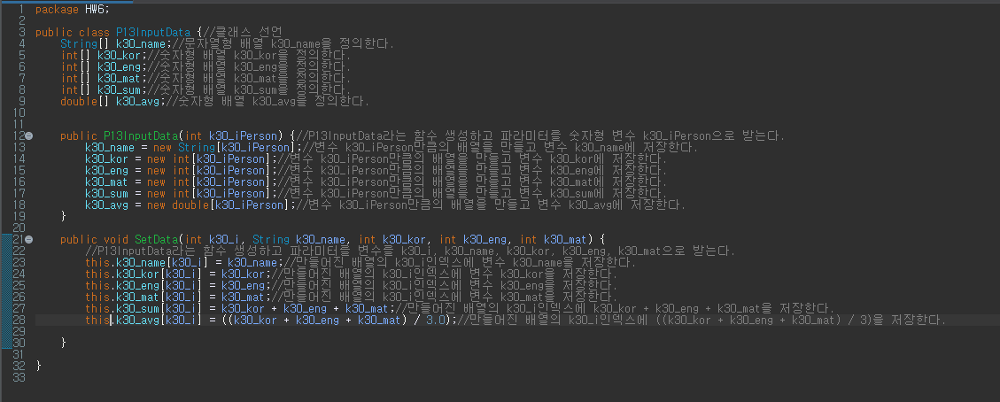 1 package HW6;
2
3 public class P13InputData {//클래스 선언
4 String[] k30_name;//문자열형 배열 k30_name을 정의한다.
5 int[] k30_kor;//숫자형 배열 k30_kor을 정의한다.
6 int[] k30_eng;//숫자형 배열 k30_eng을 정의한다.
7 int[] k30_mat;//숫자형 배열 k30_mat을 정의한다.
8 int[] k30_sum;//숫자형 배열 k30_sum을 정의한다.
9 double[] k30_avg;//숫자형 배열 k30_avg을 정의한다.
10
11
12 public P13InputData(int k30_iPerson) {//P13InputData라는 함수 생성하고 파라미터를 숫자형 변수 k30_iPerson으로 받는다.
13 k30_name = new String[k30_iPerson];//변수 k30_iPerson만큼의 배열을 만들고 변수 k30_name에 저장한다.
14 k30_kor = new int[k30_iPerson];//변수 k30_iPerson만큼의 배열을 만들고 변수 k30_kor에 저장한다.
15 k30_eng = new int[k30_iPerson];//변수 k30_iPerson만큼의 배열을 만들고 변수 k30_eng에 저장한다.
16 k30_mat = new int[k30_iPerson];//변수 k30_iPerson만큼의 배열을 만들고 변수 k30_mat에 저장한다.
17 k30_sum = new int[k30_iPerson];//변수 k30_iPerson만큼의 배열을 만들고 변수 k30_sum에 저장한다.
18 k30_avg = new double[k30_iPerson];//변수 k30_iPerson만큼의 배열을 만들고 변수 k30_avg에 저장한다.
19 }
20
21 public void SetData(int k30_i, String k30_name, int k30_kor, int k30_eng, int k30_mat) {
22 //P13InputData라는 함수 생성하고 파라미터를 변수을 k30_i, k30_name, k30_kor, k30_eng, k30_mat으로 받는다.
23 this.k30_name[k30_i] = k30_name;//만들어진 배열의 k30_i인덱스에 변수 k30_name을 저장한다.
24 this.k30_kor[k30_i] = k30_kor;//만들어진 배열의 k30_i인덱스에 변수 k30_kor을 저장한다.
25 this.k30_eng[k30_i] = k30_eng;//만들어진 배열의 k30_i인덱스에 변수 k30_eng을 저장한다.
26 this.k30_mat[k30_i] = k30_mat;//만들어진 배열의 k30_i인덱스에 변수 k30_mat을 저장한다.
27 this.k30_sum[k30_i] = k30_kor + k30_eng + k30_mat;//만들어진 배열의 k30_i인덱스에 k30_kor + k30_eng + k30_mat을 저장한다.
28 this.k30_avg[k30_i] = ((k30_kor + k30_eng + k30_mat) / 3.0);//만들어진 배열의 k30_i인덱스에 ((k30_kor + k30_eng + k30_mat) / 3)을 저장한다.
29
30 }
31
32 }
33